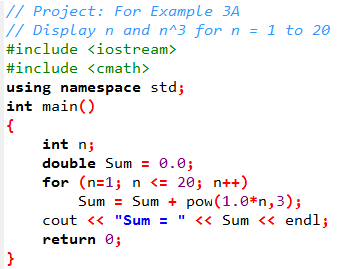 // Project: For Example 3A
// Display n and n^3 for n = 1 to 20
#include <iostream>
#include <cmath>
using namespace std;
int main()
{
    int n;
    double Sum = 0.0;
    for (n=1; n <= 20; n++)
        Sum = Sum + pow(1.0*n,3);
    cout << "Sum = " << Sum << endl;
    return 0;
}